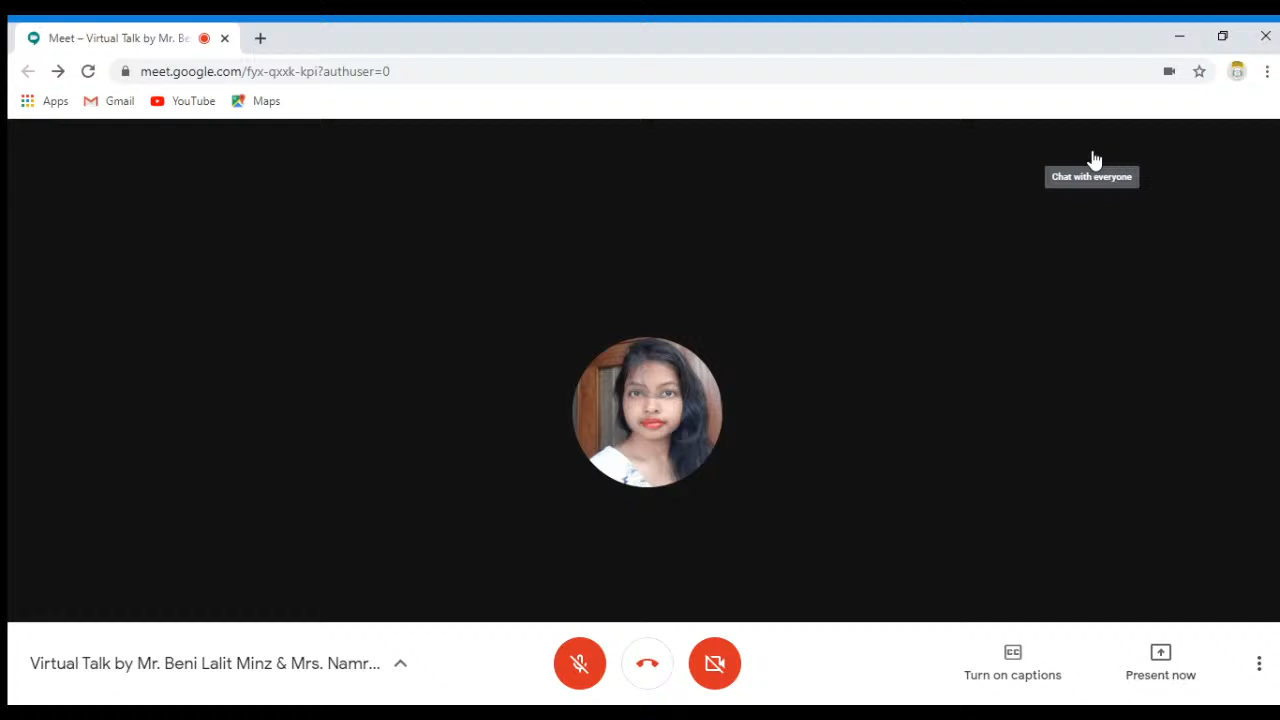 Meet – Virtual Talk by Mr. Be
meet.google.com/fyx-qxxk-kpi?authuser=0
Apps Gmail YouTube Maps
Chat with everyone
Virtual Talk by Mr. Beni Lalit Minz & Mrs. Namr...
CC
Turn on captions
Present now